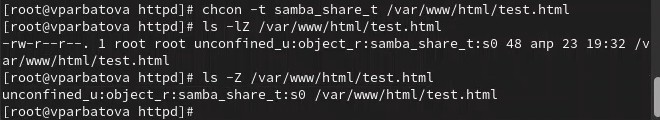 [root@vparbatova httpd]# chcon -t samba_share_t /var/www/html/test.html
[root@vparbatova httpd]# ls -lZ /var/www/html/test.html
-rw-r--r--. 1 root root unconfined_u:object_r:samba_share_t:s0 48 апр 23 19:32 /v
ar/www/html/test.html
[root@vparbatova httpd]# ls -Z /var/www/html/test.html
unconfined_u:object_r:samba_share_t:s0 /var/www/html/test.html
[root@vparbatova httpd]#